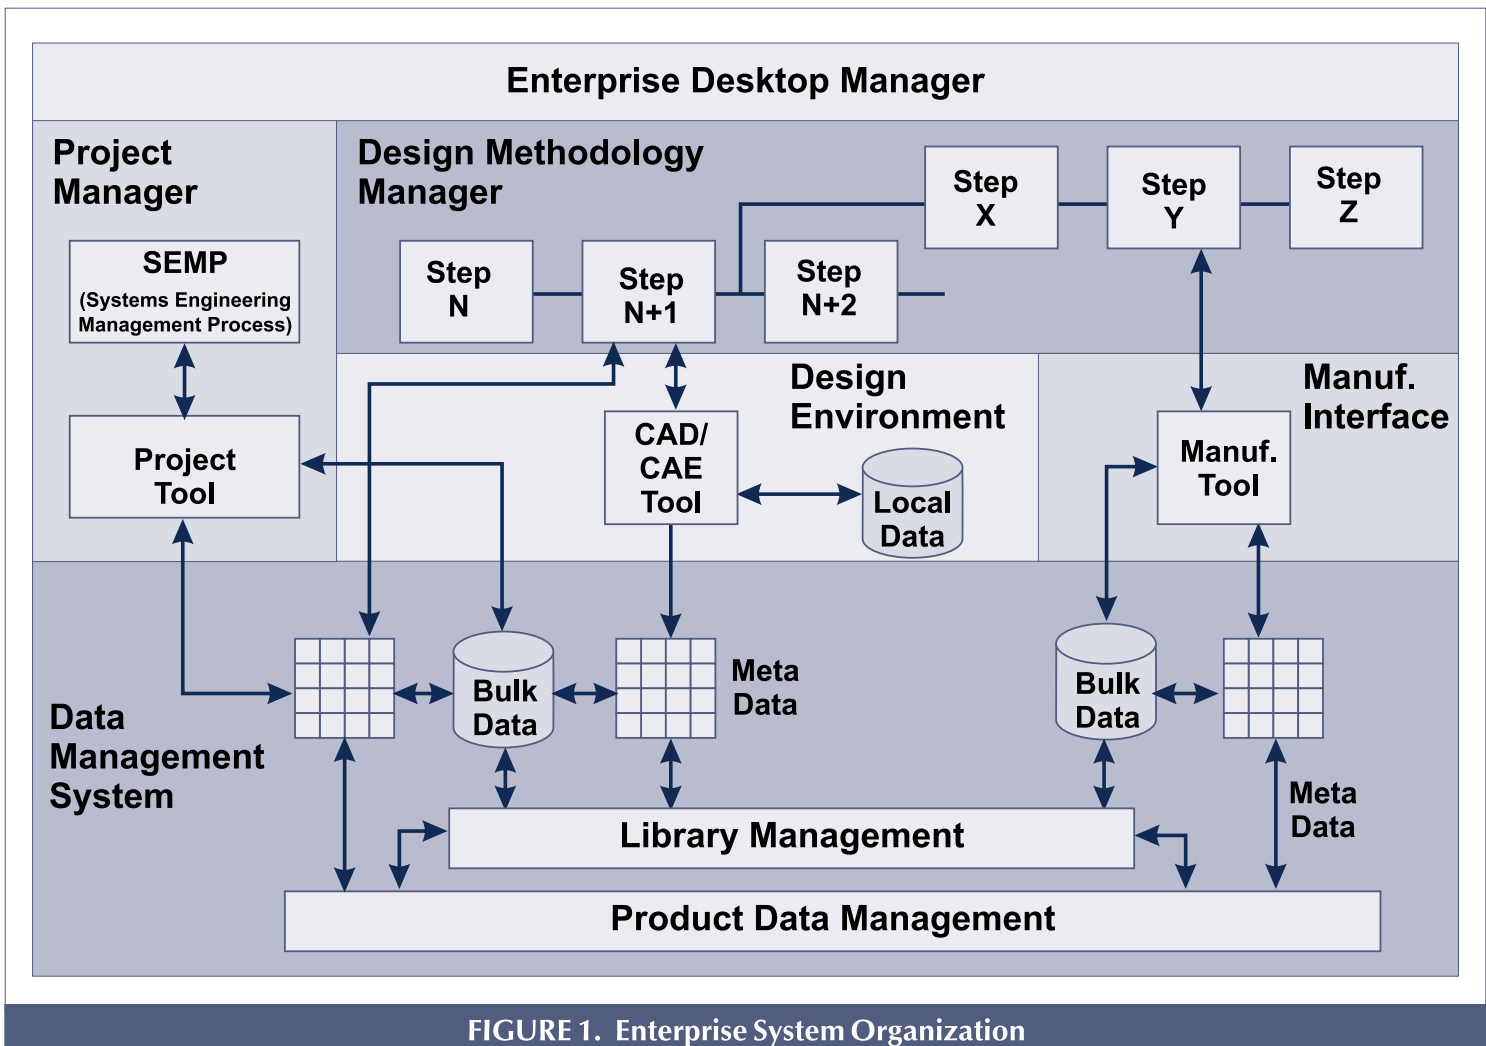 Enterprise Desktop Manager
Project
Manager
SEMP
(Systems Engineering
Management Process)
Project
Tool
Design Methodology
Manager
Step
N
Step
N+1
Step
N+2
Step
X
Step
Y
Step
Z
Design
Environment
CAD/
CAE
Tool
Local
Data
Manuf.
Interface
Manuf.
Tool
Data
Management
System
Bulk
Data
Meta
Data
Bulk
Data
Meta
Data
Library Management
Product Data Management
FIGURE 1. Enterprise System Organization